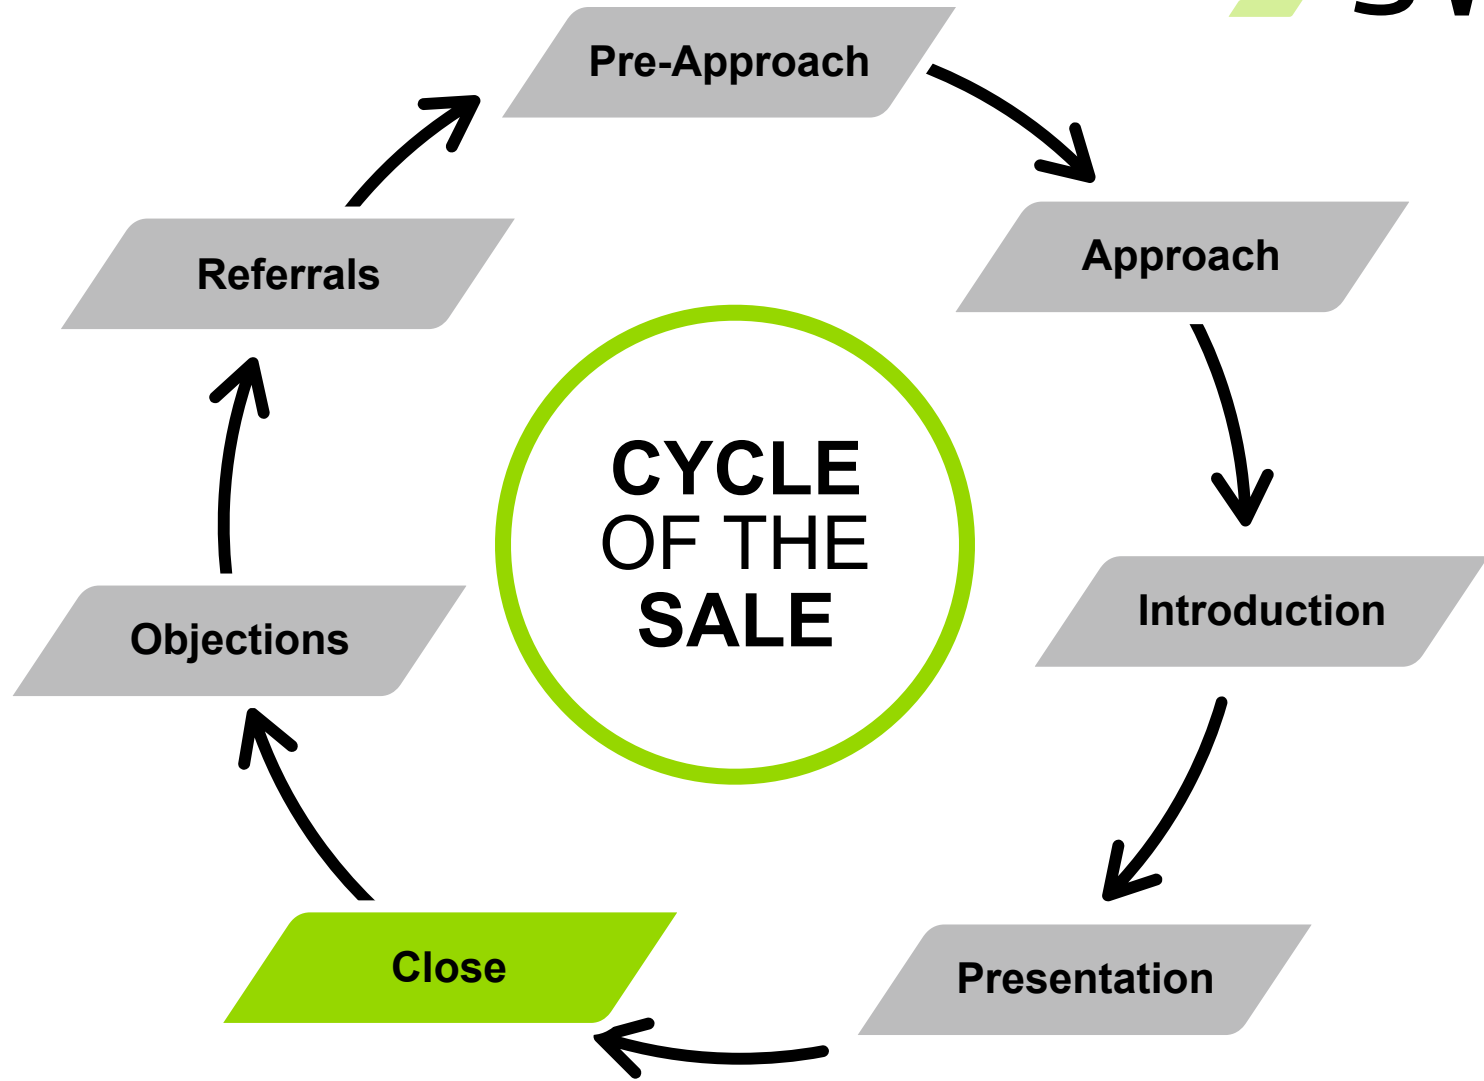 Pre-Approach
Approach
Referrals
CYCLE
OF THE
SALE
Introduction
Objections
Close
Presentation